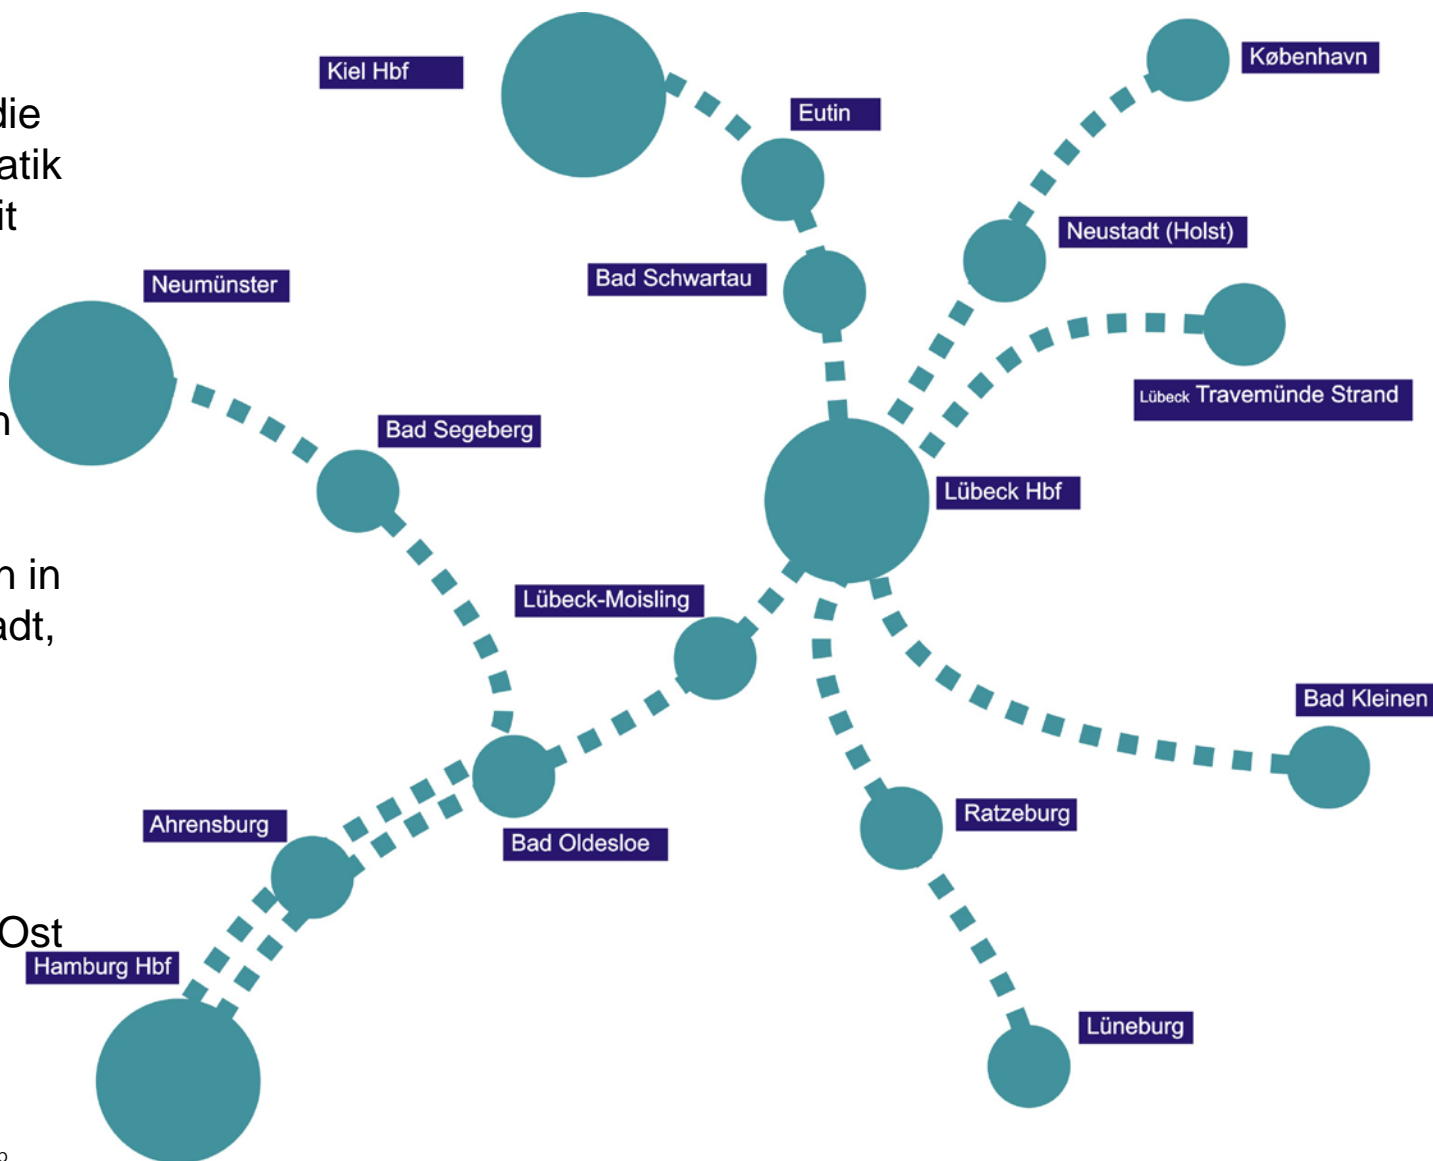 die
atik
it
n
n in
adt,
Ost
Kiel Hbf
København
Eutin
Neustadt (Holst)
Bad Schwartau
Neumünster
Lübeck Travemünde Strand
Bad Segeberg
Lübeck Hbf
Lübeck-Moisling
Bad Kleinen
Ratzeburg
Ahrensburg
Bad Oldesloe
Hamburg Hbf
Lüneburg